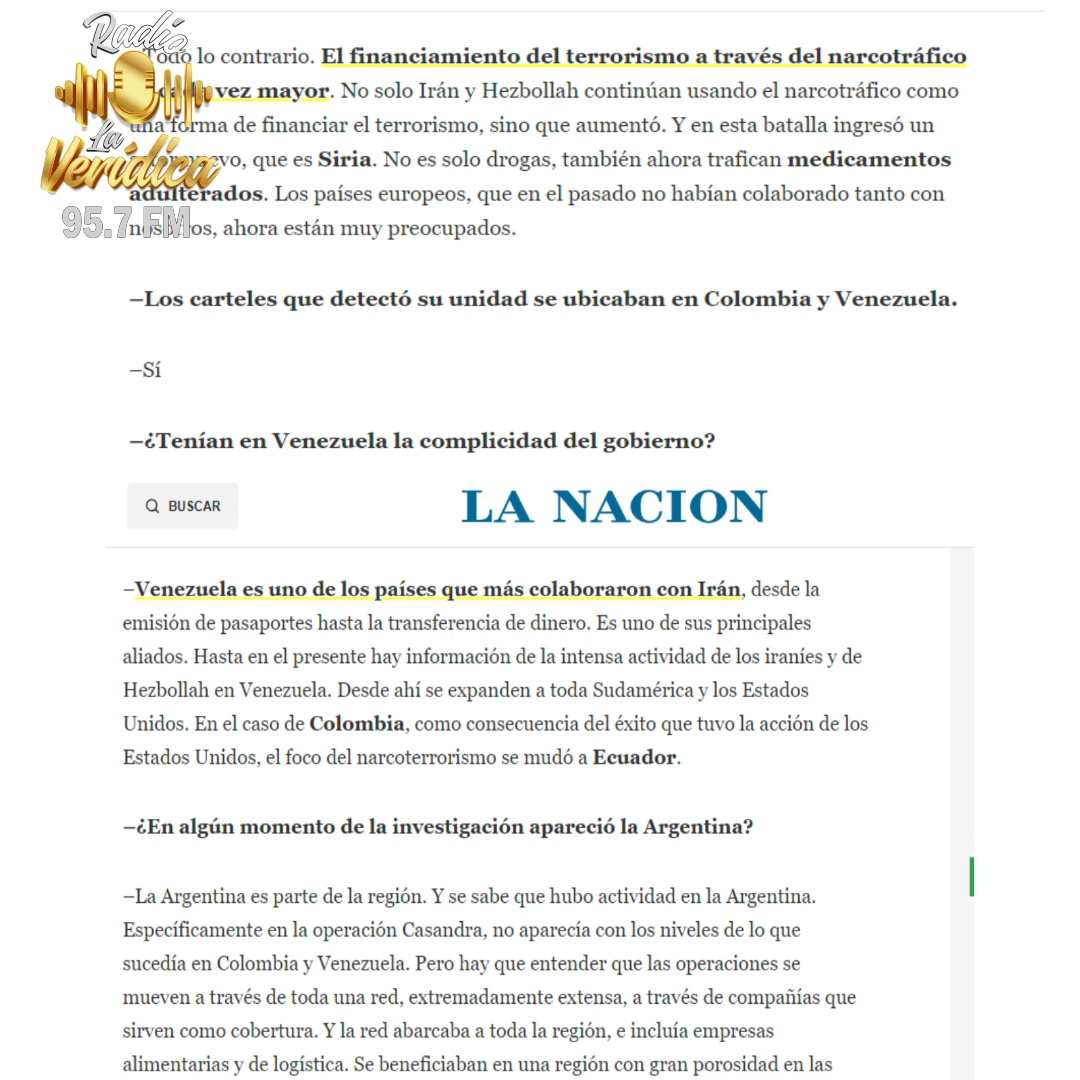 Radio
La
Verídica
95.7 FM
Todo lo contrario. El financiamiento del terrorismo a través del narcotráfico
cada vez mayor. No solo Irán y Hezbollah continúan usando el narcotráfico como
una forma de financiar el terrorismo, sino que aumentó. Y en esta batalla ingresó un
que es Siria. No es solo drogas, también ahora trafican medicamentos
adulterados. Los países europeos, que en el pasado no habían colaborado tanto con
nosotros, ahora están muy preocupados.
–Los carteles que detectó su unidad se ubicaban en Colombia y Venezuela.
–Sí
–¿Tenían en Venezuela la complicidad del gobierno?
BUSCAR
LA NACION
–Venezuela es uno de los países que más colaboraron con Irán, desde la
emisión de pasaportes hasta la transferencia de dinero. Es uno de sus principales
aliados. Hasta en el presente hay información de la intensa actividad de los iraníes y de
Hezbollah en Venezuela. Desde ahí se expanden a toda Sudamérica y los Estados
Unidos. En el caso de Colombia, como consecuencia del éxito que tuvo la acción de los
Estados Unidos, el foco del narcoterrorismo se mudó a Ecuador.
–¿En algún momento de la investigación apareció la Argentina?
–La Argentina es parte de la región. Y se sabe que hubo actividad en la Argentina.
Específicamente en la operación Casandra, no aparecía con los niveles de lo que
sucedía en Colombia y Venezuela. Pero hay que entender que las operaciones se
mueven a través de toda una red, extremadamente extensa, a través de compañías que
sirven como cobertura. Y la red abarcaba a toda la región, e incluía empresas
alimentarias y de logística. Se beneficiaban en una región con gran porosidad en las